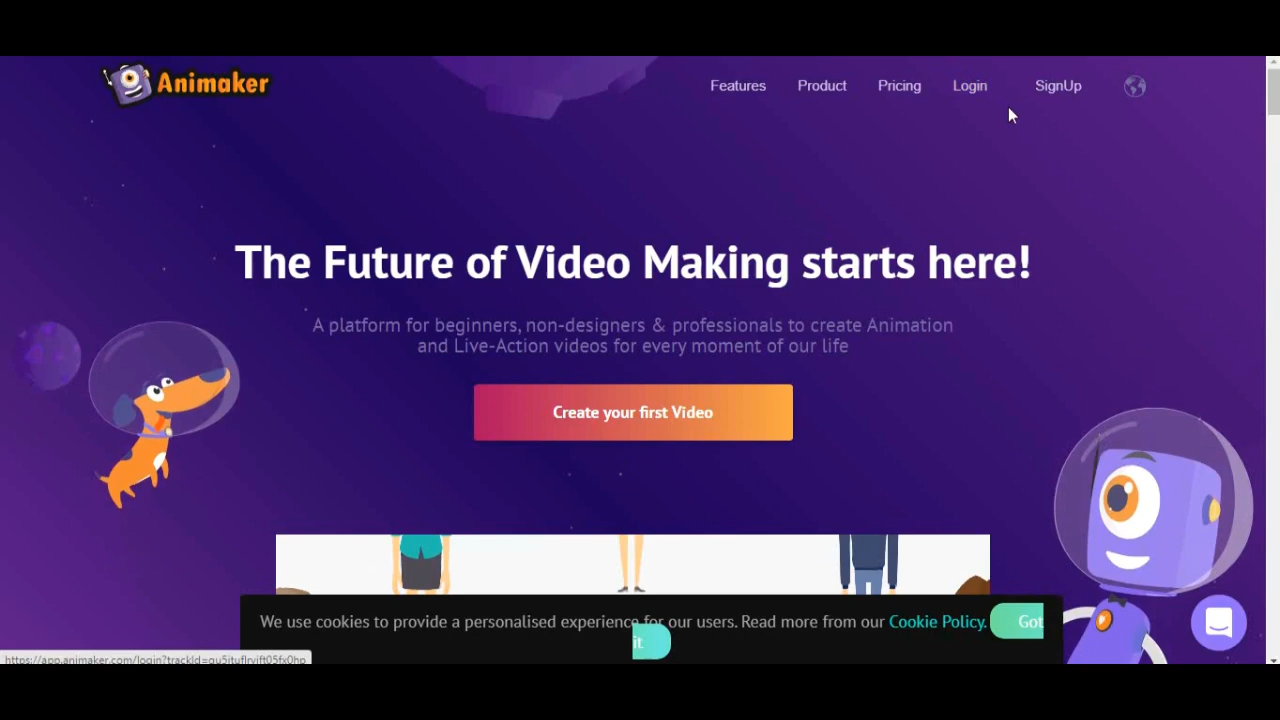 Animaker
Features Product Pricing Login SignUp
The Future of Video Making starts here!
A platform for beginners, non-designers & professionals to create Animation
and Live-Action videos for every moment of our life
Create your first Video
We use cookies to provide a personalised experience for our users. Read more from our Cookie Policy. Got
it